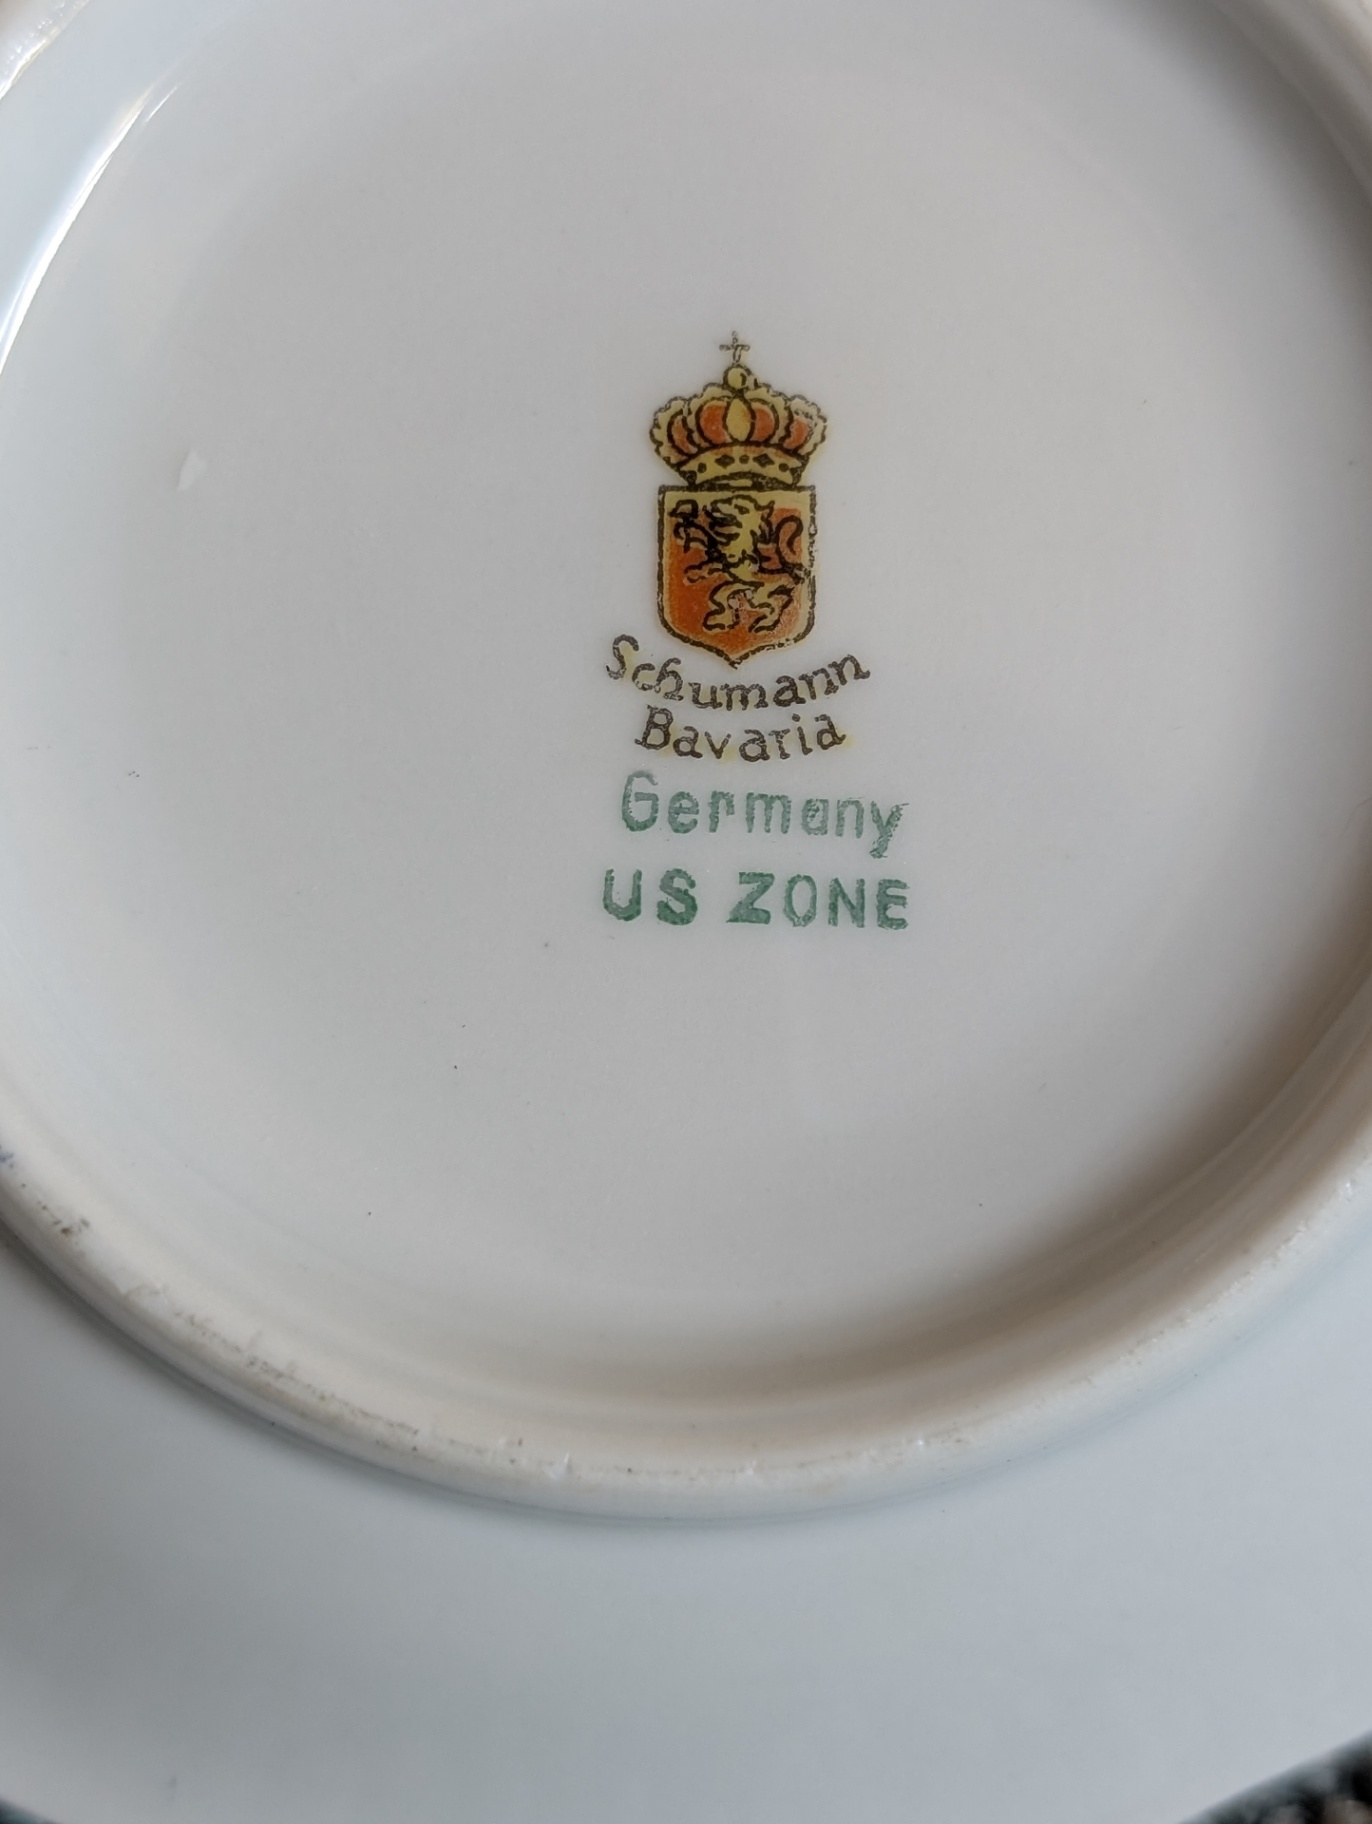 Schumann
Bavaria
Germany
US ZONE